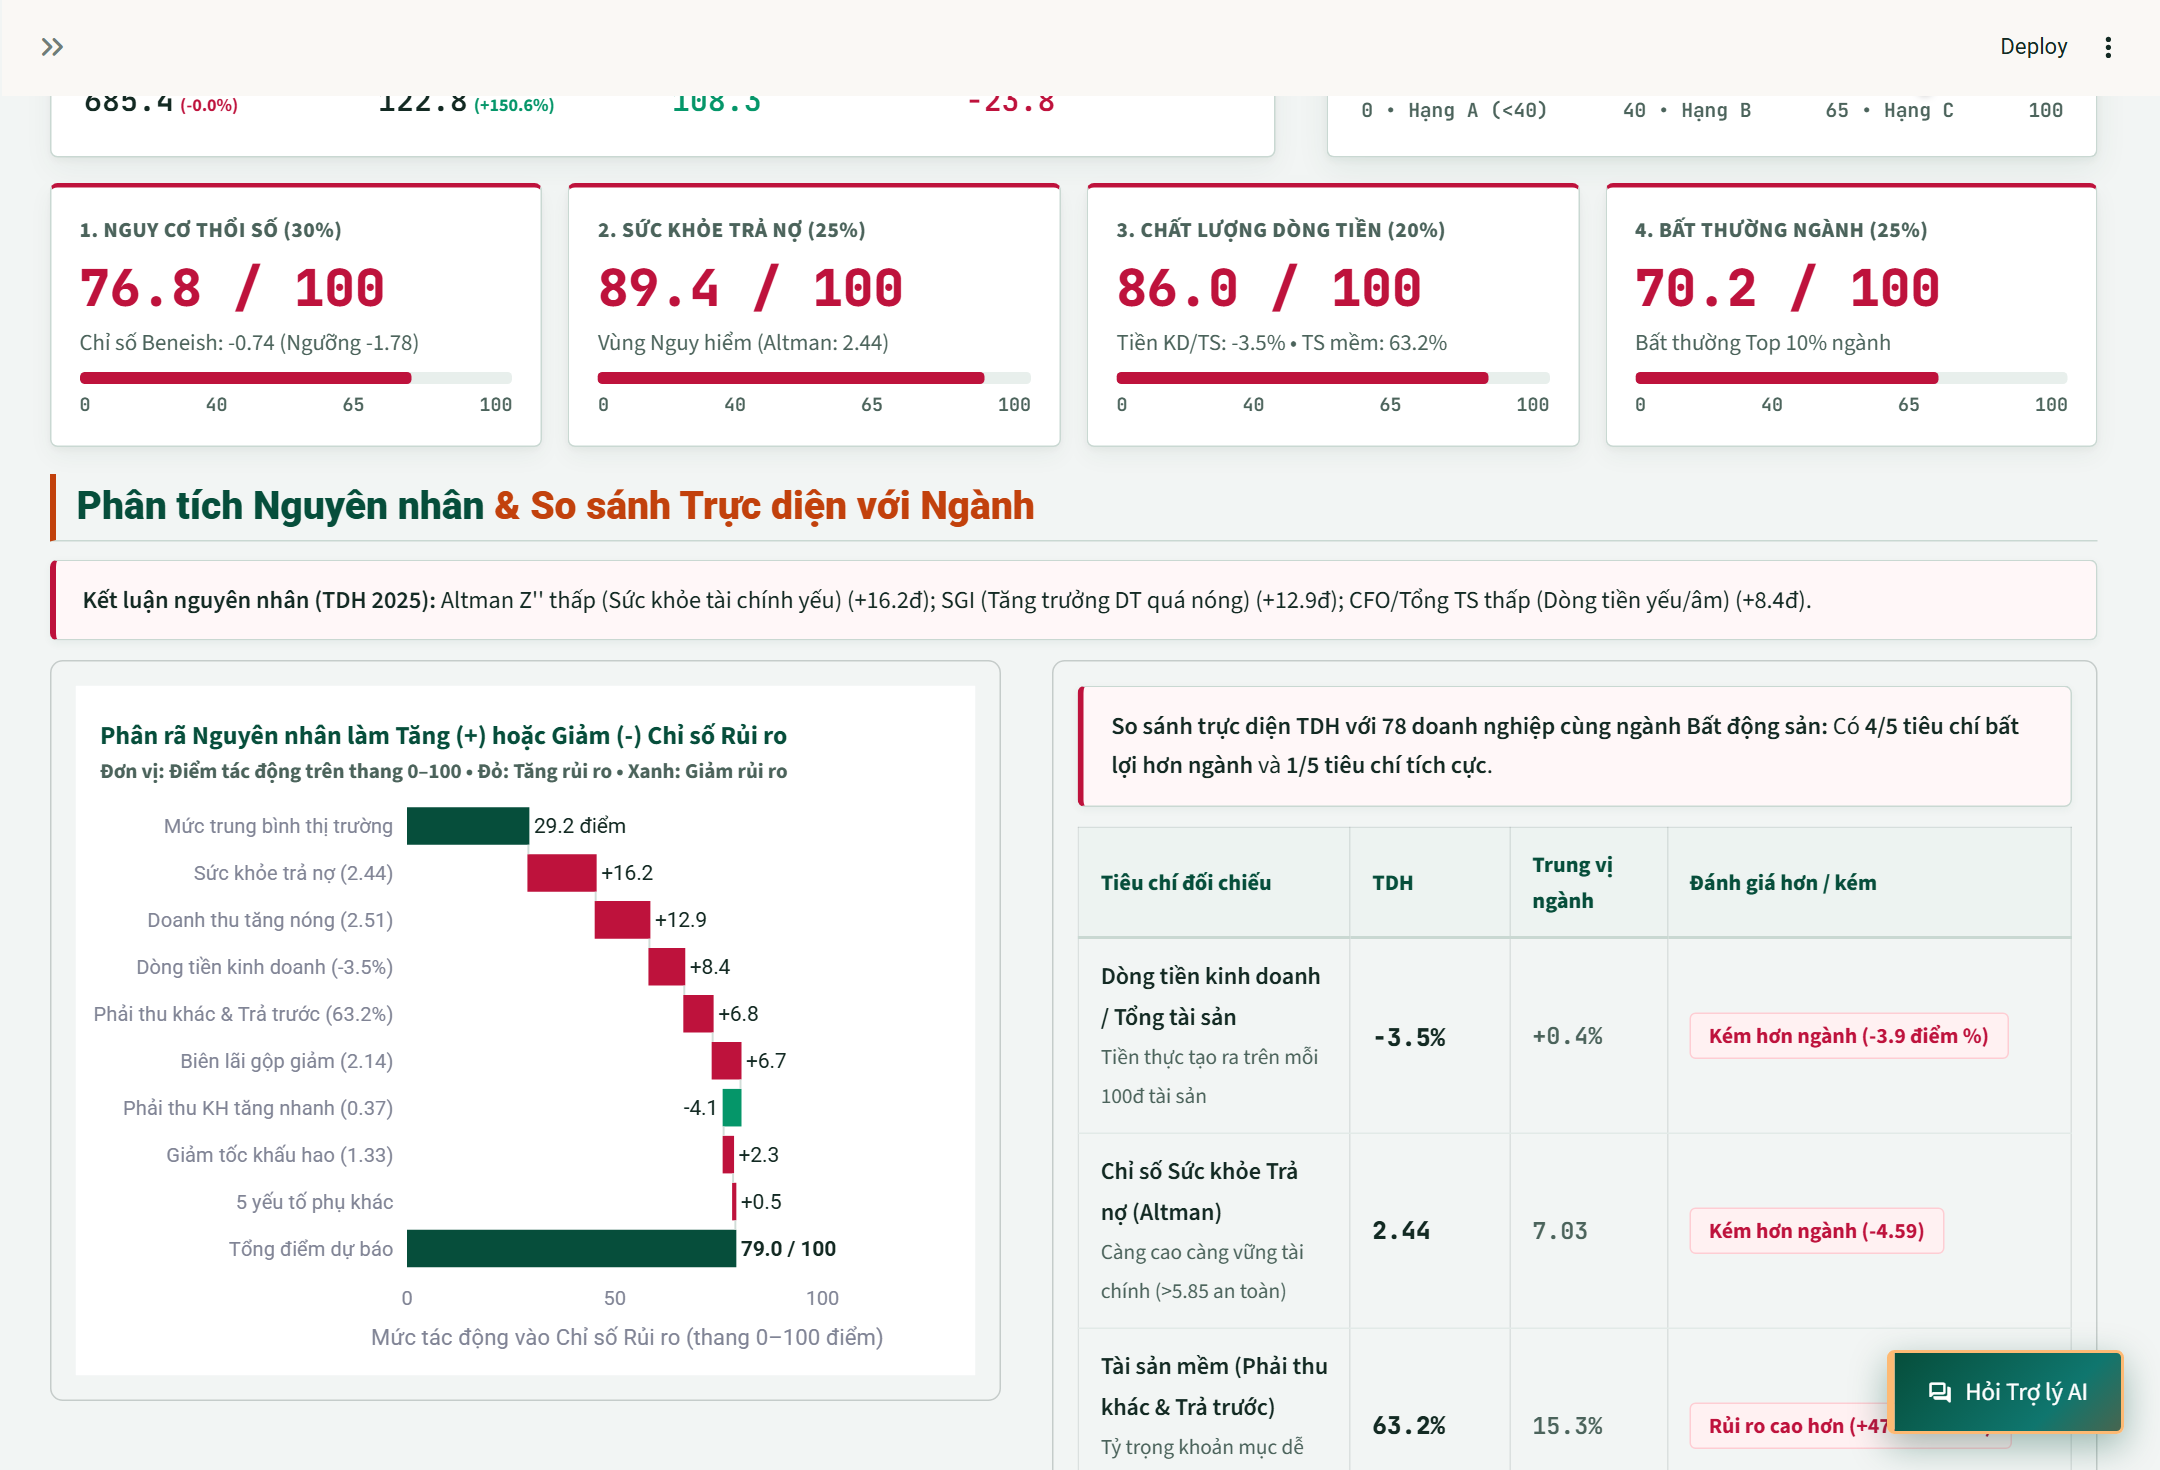 Deploy
685.4 (-0.0%)
122.8 (+150.6%)
108.3
-23.8
0 • Hạng A (<40)
40 • Hạng B
65 • Hạng C
100
1. NGUY CƠ THỔI SỐ (30%)
76.8 / 100
Chỉ số Beneish: -0.74 (Ngưỡng -1.78)
0 40 65 100
2. SỨC KHỎE TRẢ NỢ (25%)
89.4 / 100
Vùng Nguy hiểm (Altman: 2.44)
0 40 65 100
3. CHẤT LƯỢNG DÒNG TIỀN (20%)
86.0 / 100
Tiền KD/TS: -3.5% • TS mềm: 63.2%
0 40 65 100
4. BẤT THƯỜNG NGÀNH (25%)
70.2 / 100
Bất thường Top 10% ngành
0 40 65 100
Phân tích Nguyên nhân & So sánh Trực diện với Ngành
Kết luận nguyên nhân (TDH 2025): Altman Z'' thấp (Sức khỏe tài chính yếu) (+16.2đ); SGI (Tăng trưởng DT quá nóng) (+12.9đ); CFO/Tổng TS thấp (Dòng tiền yếu/âm) (+8.4đ).
Phân rã Nguyên nhân làm Tăng (+) hoặc Giảm (-) Chỉ số Rủi ro
Đơn vị: Điểm tác động trên thang 0–100 • Đỏ: Tăng rủi ro • Xanh: Giảm rủi ro
Mức trung bình thị trường 29.2 điểm
Sức khỏe trả nợ (2.44) +16.2
Doanh thu tăng nóng (2.51) +12.9
Dòng tiền kinh doanh (-3.5%) +8.4
Phải thu khác & Trả trước (63.2%) +6.8
Biên lãi gộp giảm (2.14) +6.7
Phải thu KH tăng nhanh (0.37) -4.1
Giảm tốc khấu hao (1.33) +2.3
5 yếu tố phụ khác +0.5
Tổng điểm dự báo 79.0 / 100
0 50 100
Mức tác động vào Chỉ số Rủi ro (thang 0–100 điểm)
So sánh trực diện TDH với 78 doanh nghiệp cùng ngành Bất động sản: Có 4/5 tiêu chí bất
lợi hơn ngành và 1/5 tiêu chí tích cực.
Tiêu chí đối chiếu
TDH
Trung vị
ngành
Đánh giá hơn / kém
Dòng tiền kinh doanh
/ Tổng tài sản
Tiền thực tạo ra trên mỗi
100đ tài sản
-3.5%
+0.4%
Kém hơn ngành (-3.9 điểm %)
Chỉ số Sức khỏe Trả
nợ (Altman)
Càng cao càng vững tài
chính (>5.85 an toàn)
2.44
7.03
Kém hơn ngành (-4.59)
Tài sản mềm (Phải thu
khác & Trả trước)
Tỷ trọng khoản mục dễ
63.2%
15.3%
Rủi ro cao hơn (+47
Hỏi Trợ lý AI